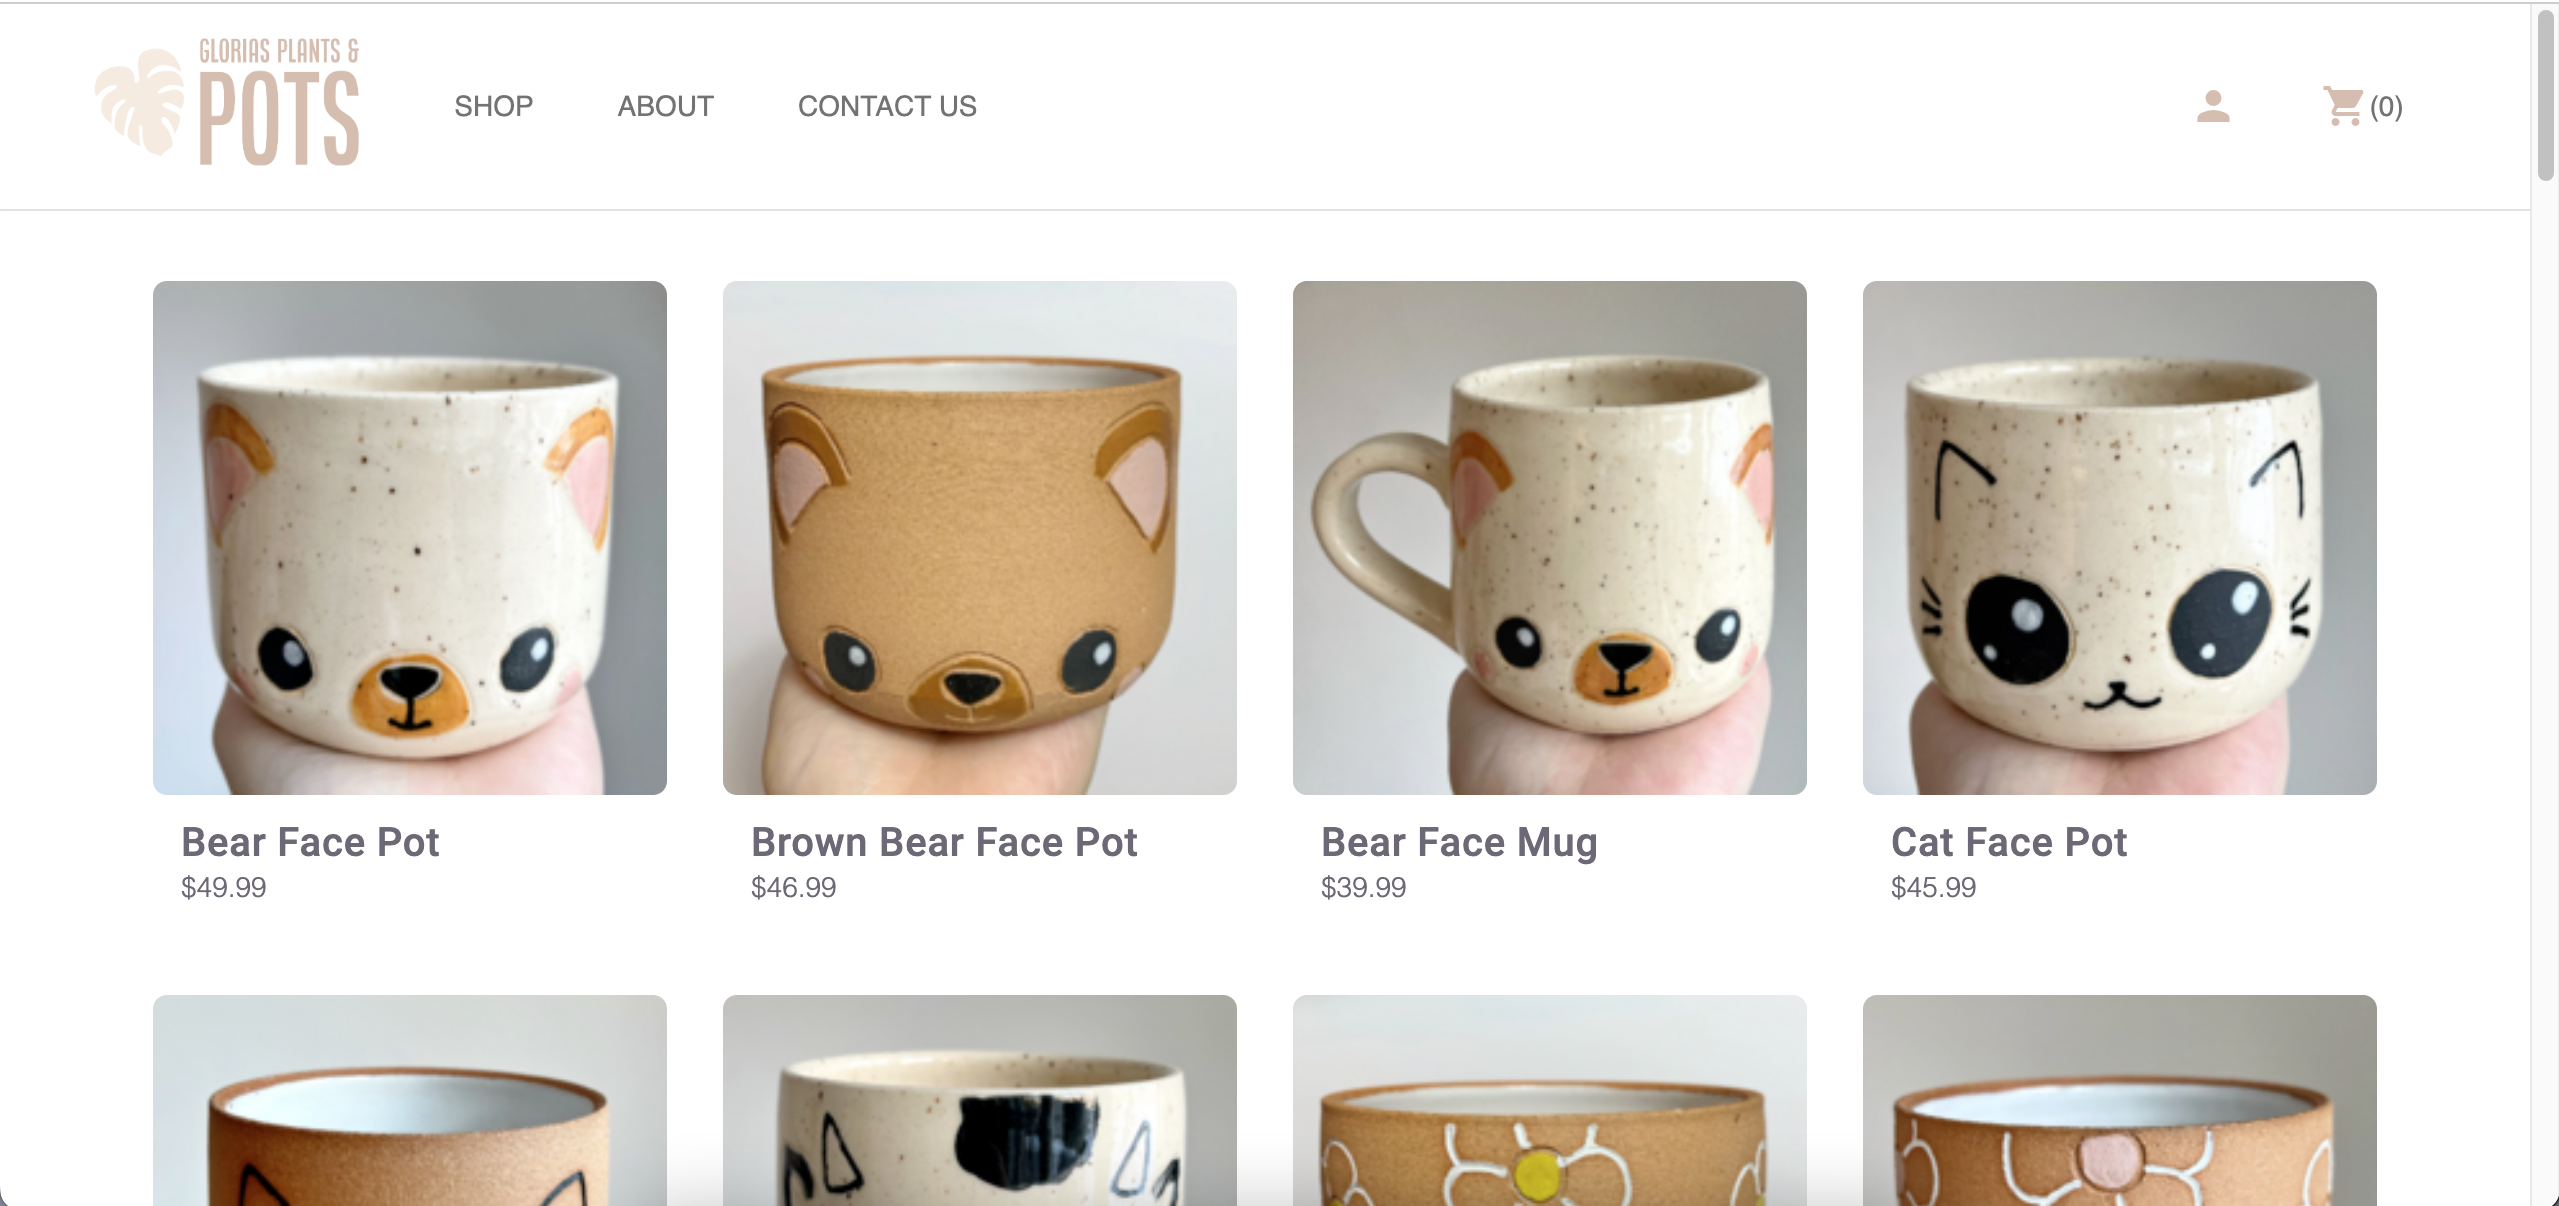 GLORIAS PLANTS &
POTS
SHOP ABOUT CONTACT US (0)
Bear Face Pot
$49.99
Brown Bear Face Pot
$46.99
Bear Face Mug
$39.99
Cat Face Pot
$45.99